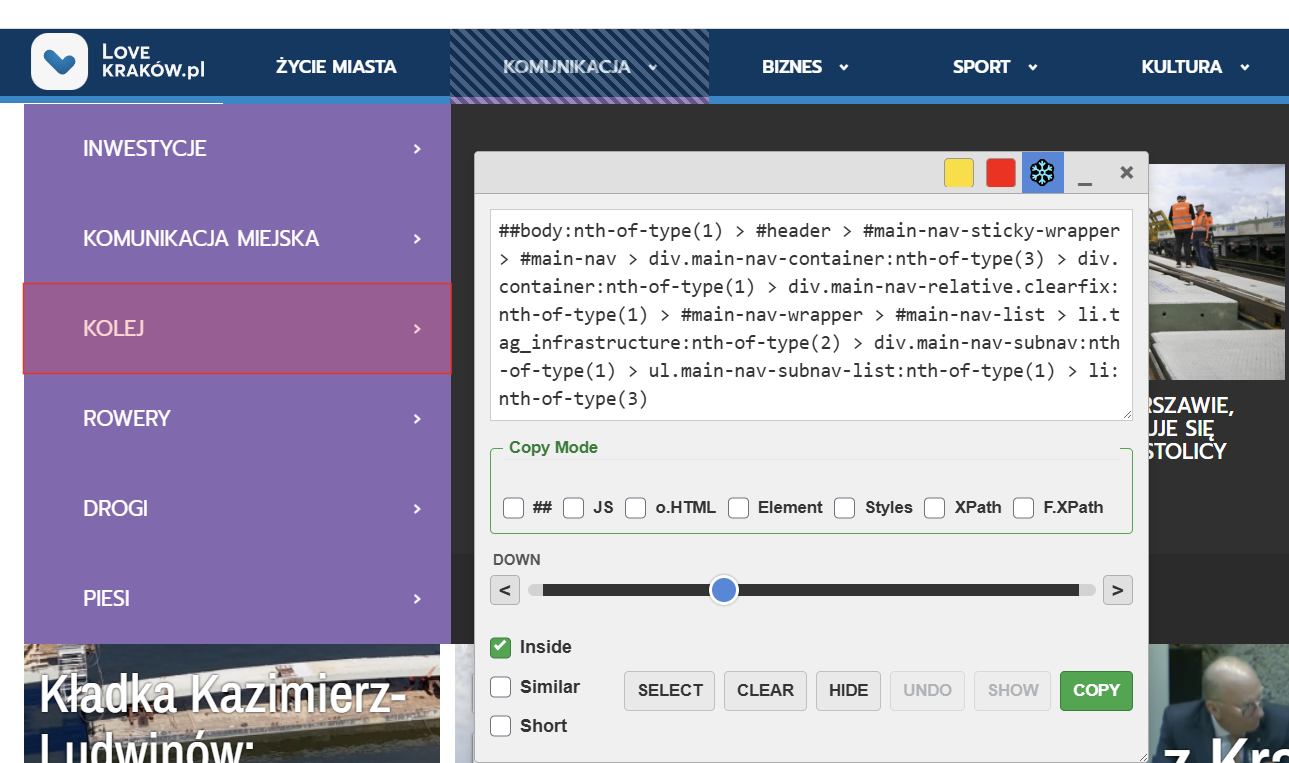 LOVE
KRAKÓW.pl
ŻYCIE MIASTA
KOMUNIKACJA
BIZNES
SPORT
KULTURA
INWESTYCJE
KOMUNIKACJA MIEJSKA
KOLEJ
ROWERY
DROGI
PIESI
##body:nth-of-type(1) > #header > #main-nav-sticky-wrapper
> #main-nav > div.main-nav-container:nth-of-type(3) > div.
container:nth-of-type(1) > div.main-nav-relative.clearfix:
nth-of-type(1) > #main-nav-wrapper > #main-nav-list > li.t
ag_infrastructure:nth-of-type(2) > div.main-nav-subnav:nth
-of-type(1) > ul.main-nav-subnav-list:nth-of-type(1) > li:
nth-of-type(3)
Copy Mode
## JS o.HTML Element Styles XPath F.XPath
DOWN
< >
Inside
Similar
Short
SELECT CLEAR HIDE UNDO SHOW COPY
RSZAWIE,
UJE SIĘ
STOLICY
Kładka Kazimierz-
Ludwinów:
z Kra